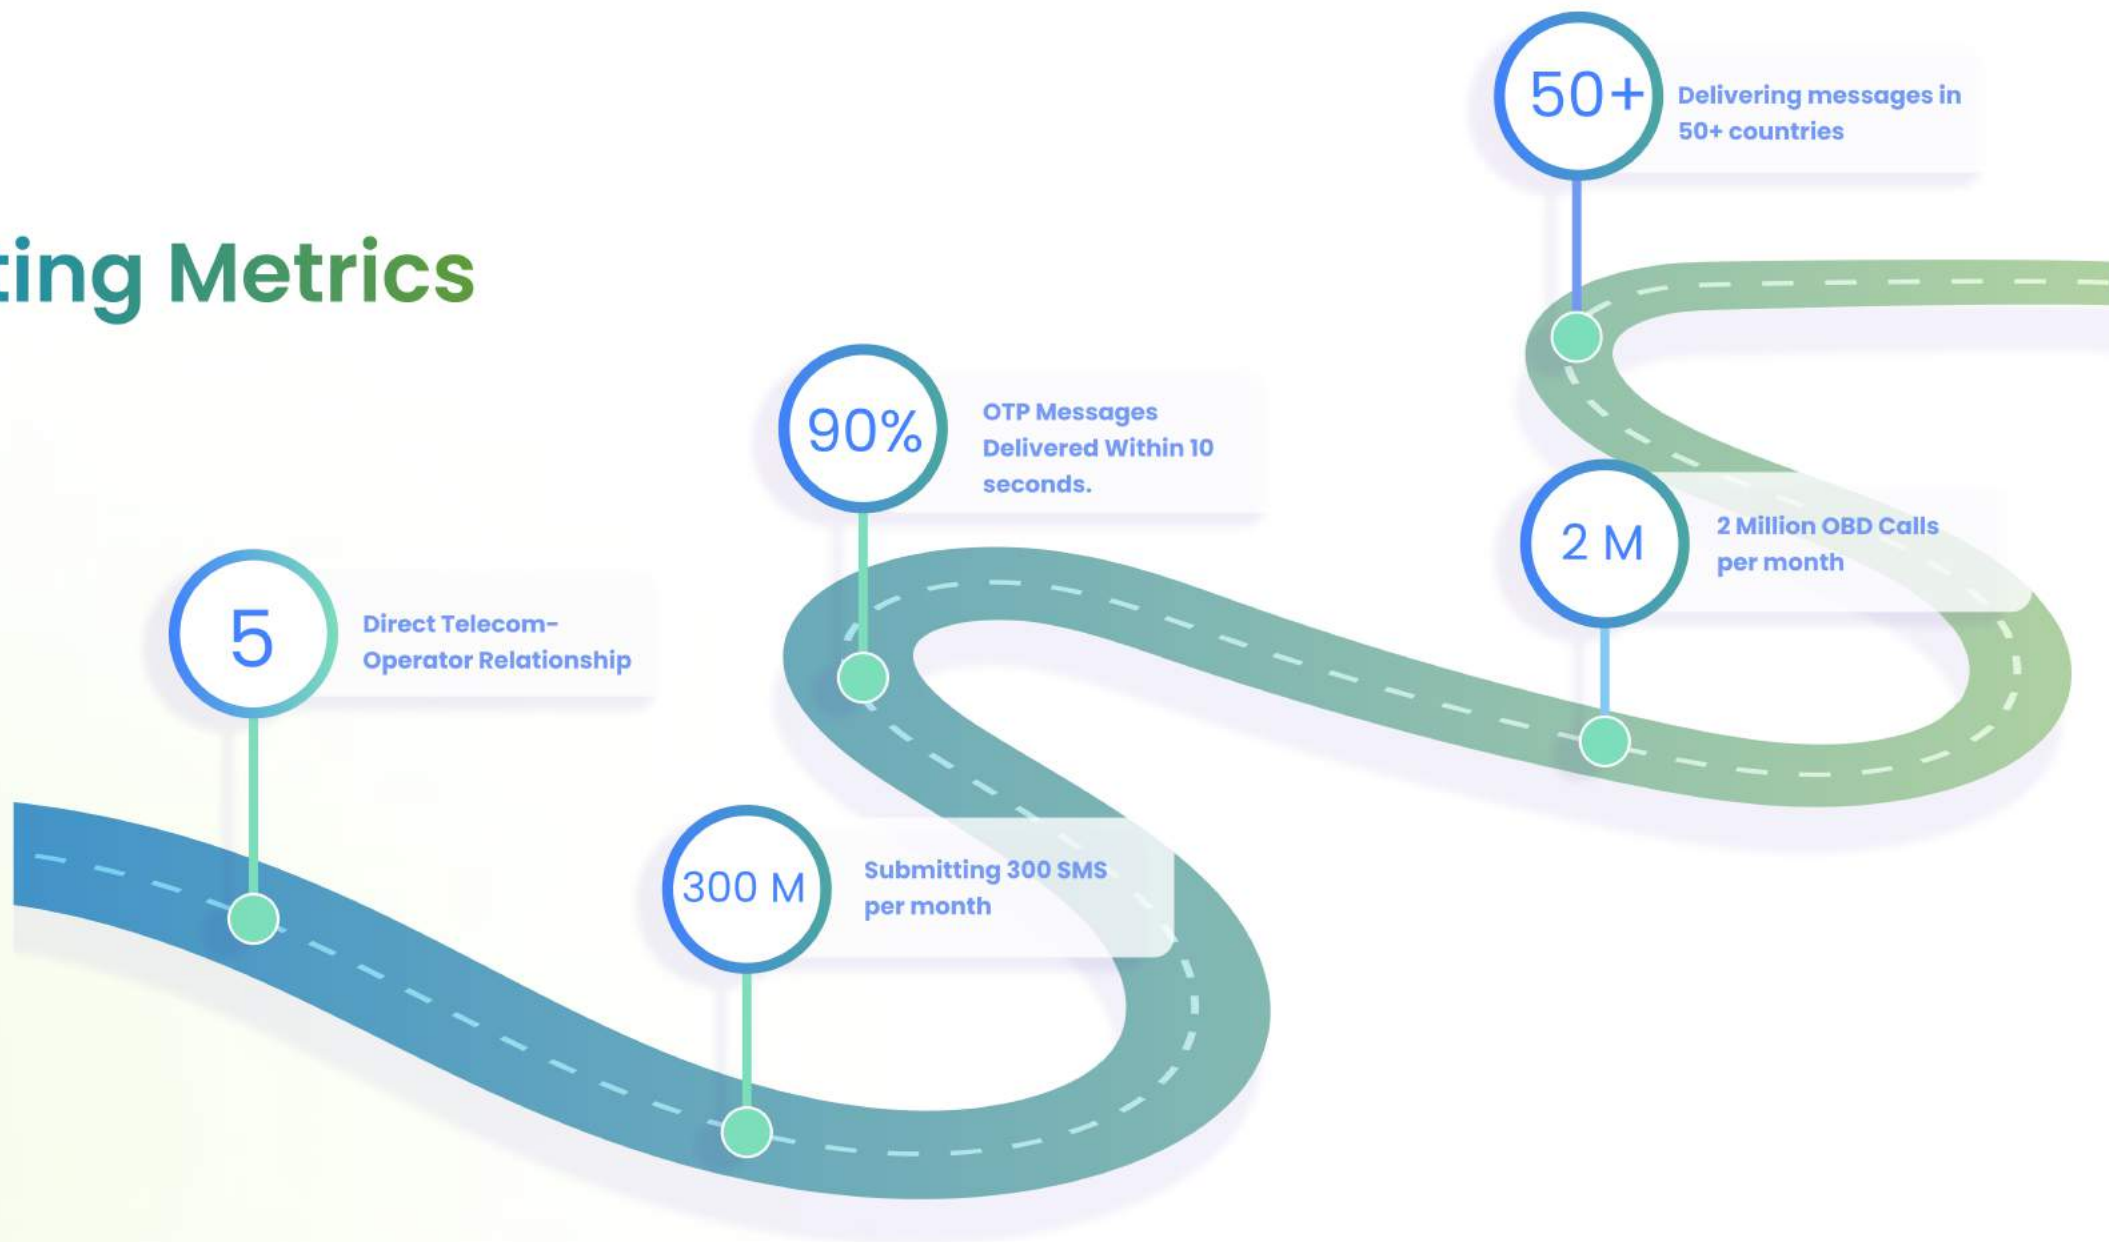 ting Metrics
5
Direct Telecom-
Operator Relationship
300 M
Submitting 300 SMS
per month
90%
OTP Messages
Delivered Within 10
seconds.
2 M
2 Million OBD Calls
per month
50+
Delivering messages in
50+ countries